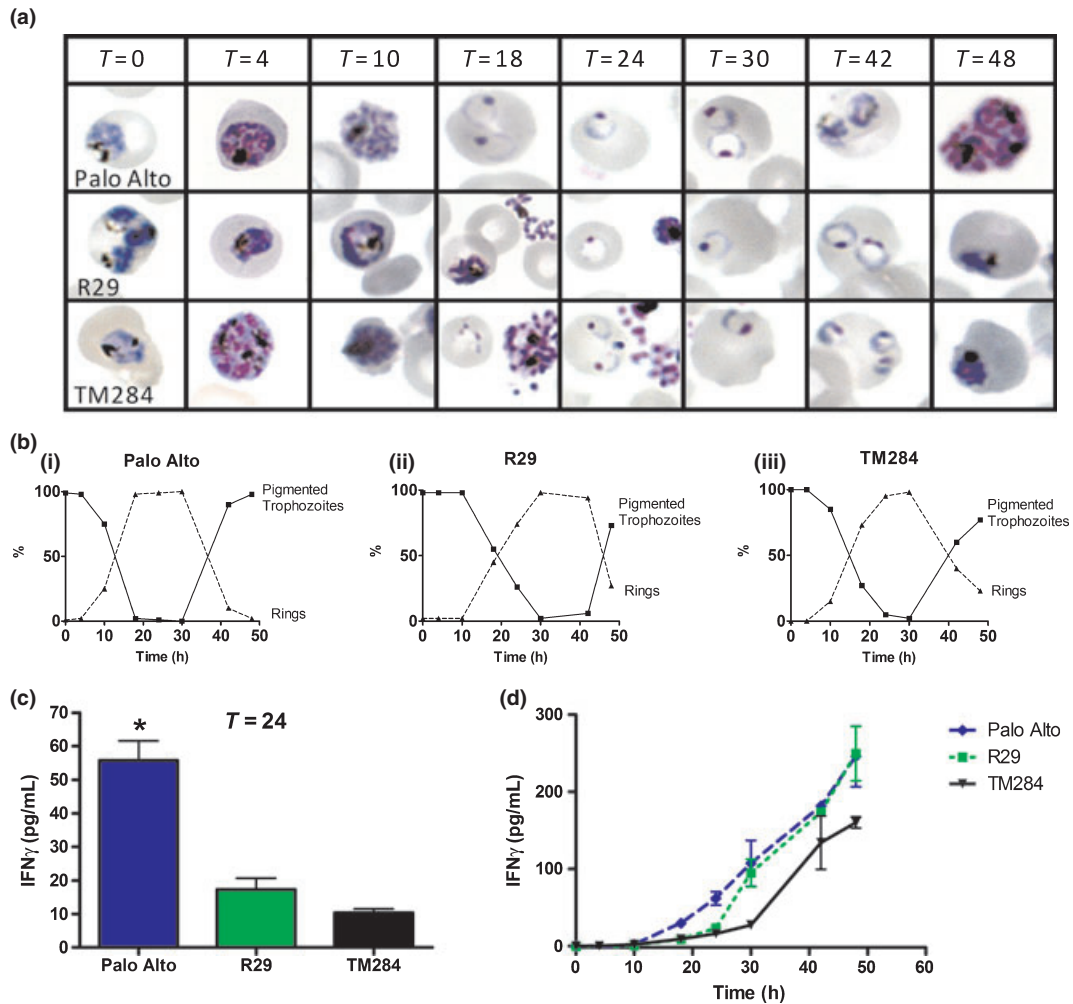 (a)
T = 0 T = 4 T = 10 T = 18 T = 24 T = 30 T = 42 T = 48
Palo Alto
R29
TM284
(b)
(i) Palo Alto
100
50
0
%
Pigmented
Trophozoites
Rings
0 10 20 30 40 50
Time (h)
(ii) R29
100
50
0
%
Pigmented
Trophozoites
Rings
0 10 20 30 40 50
Time (h)
(iii) TM284
100
50
0
%
Pigmented
Trophozoites
Rings
0 10 20 30 40 50
Time (h)
(c)
T = 24
*
IFNγ (pg/mL)
70
60
50
40
30
20
10
0
Palo Alto R29 TM284
(d)
IFNγ (pg/mL)
300
200
100
0
0 10 20 30 40 50 60
Time (h)
Palo Alto
R29
TM284